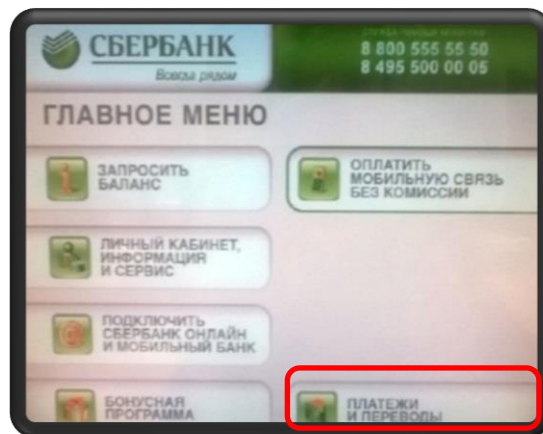 СБЕРБАНК
Всегда рядом
8 800 555 55 50
8 495 500 00 05
ГЛАВНОЕ МЕНЮ
ЗАПРОСИТЬ
БАЛАНС
ОПЛАТИТЬ
МОБИЛЬНУЮ СВЯЗЬ
БЕЗ КОМИССИИ
ЛИЧНЫЙ КАБИНЕТ,
ИНФОРМАЦИЯ
И СЕРВИС
ПОДКЛЮЧИТЬ
СБЕРБАНК ОНЛАЙН
И МОБИЛЬНЫЙ БАНК
БОНУСНАЯ
ПРОГРАММА
ПЛАТЕЖИ
И ПЕРЕВОДЫ